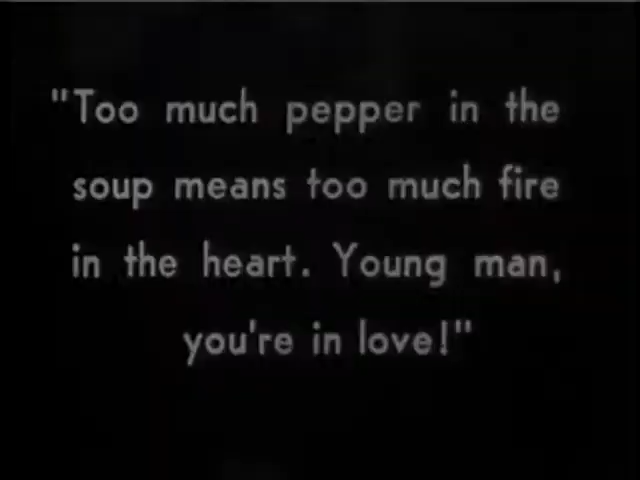 "Too much pepper in the
soup means too much fire
in the heart. Young man,
you're in love!"